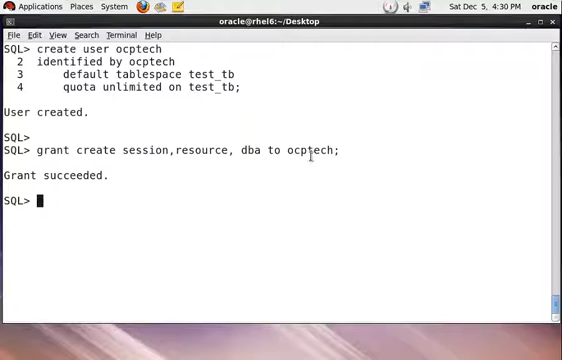 Applications Places System Sat Dec 5, 4:30 PM oracle
oracle@rhel6:~/Desktop
File Edit View Search Terminal Help
SQL> create user ocptech
2 identified by ocptech
3 default tablespace test_tb
4 quota unlimited on test_tb;
User created.
SQL>
SQL> grant create session,resource, dba to ocptech;
Grant succeeded.
SQL>